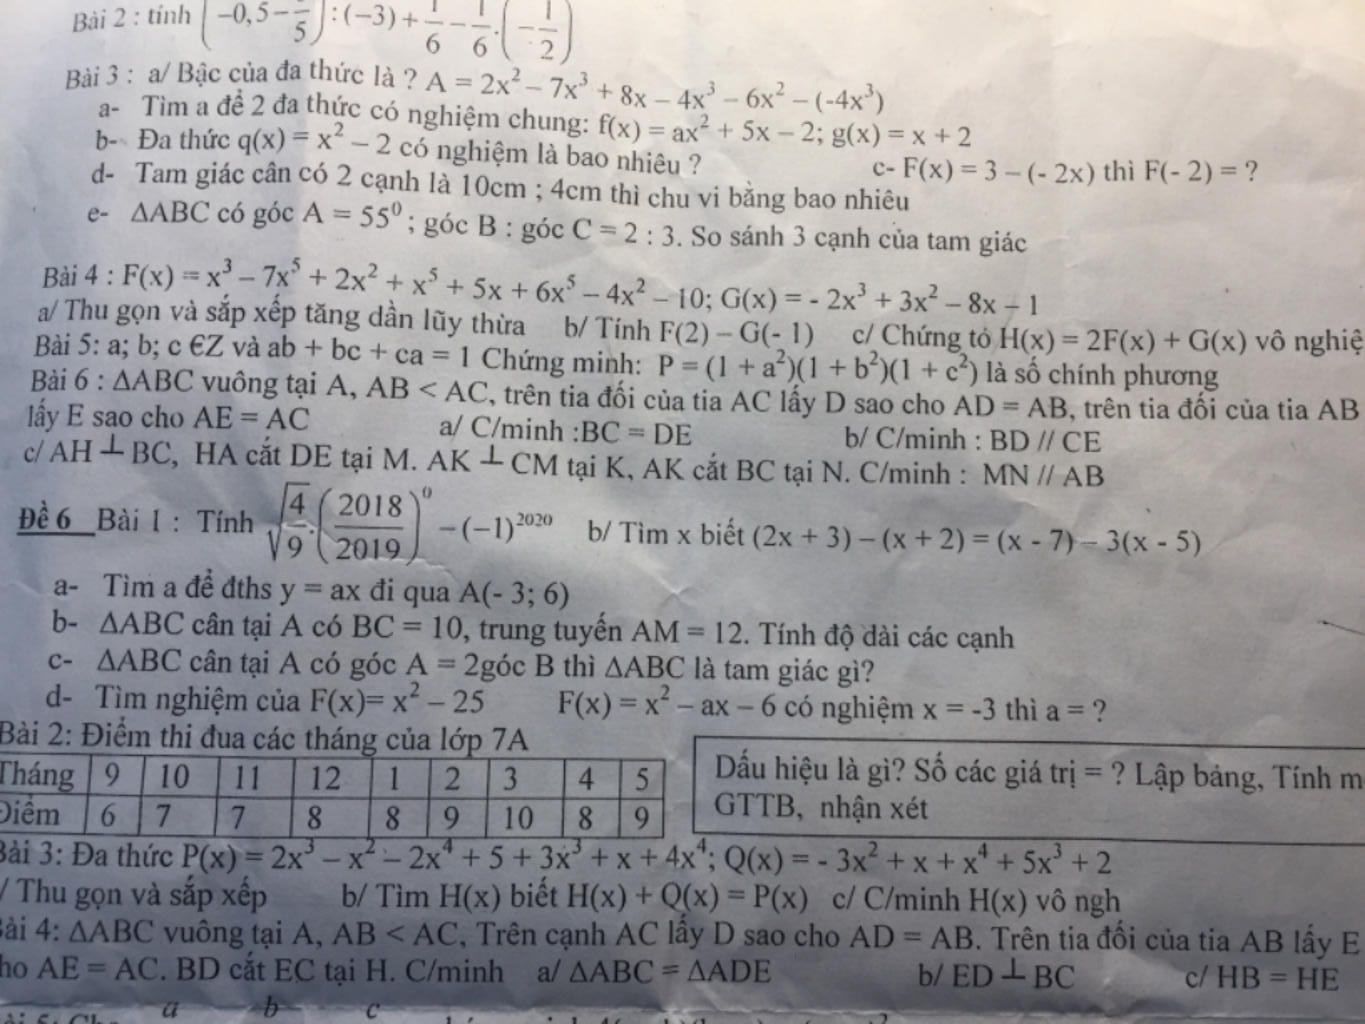 Bài 2 : tính (-0,5 - /5) : (-3) + 1/6 - 1/6 . (-1/2)
Bài 3 : a/ Bậc của đa thức là ? A = 2x² – 7x³ + 8x – 4x³ – 6x² – (-4x³)
a- Tìm a để 2 đa thức có nghiệm chung: f(x) = ax² + 5x – 2; g(x) = x + 2
b- Đa thức q(x) = x² – 2 có nghiệm là bao nhiêu ? c- F(x) = 3 – (- 2x) thì F(- 2) = ?
d- Tam giác cân có 2 cạnh là 10cm ; 4cm thì chu vi bằng bao nhiêu
e- ΔABC có góc A = 55⁰ ; góc B : góc C = 2 : 3. So sánh 3 cạnh của tam giác
Bài 4 : F(x) = x³ – 7x⁵ + 2x² + x⁵ + 5x + 6x⁵ – 4x² – 10; G(x) = - 2x³ + 3x² – 8x – 1
a/ Thu gọn và sắp xếp tăng dần lũy thừa b/ Tính F(2) – G(- 1) c/ Chứng tỏ H(x) = 2F(x) + G(x) vô nghiệ
Bài 5: a; b; c ЄZ và ab + bc + ca = 1 Chứng minh: P = (1 + a²)(1 + b²)(1 + c²) là số chính phương
Bài 6 : ΔABC vuông tại A, AB < AC, trên tia đối của tia AC lấy D sao cho AD = AB, trên tia đối của tia AB
lấy E sao cho AE = AC a/ C/minh :BC = DE b/ C/minh : BD // CE
c/ AH ⊥ BC, HA cắt DE tại M. AK ⊥ CM tại K, AK cắt BC tại N. C/minh : MN // AB
Đề 6 Bài 1 : Tính √(4/9) . (2018/2019)⁰ – (–1)²⁰²⁰ b/ Tìm x biết (2x + 3) – (x + 2) = (x - 7) – 3(x - 5)
a- Tìm a để đths y = ax đi qua A(- 3; 6)
b- ΔABC cân tại A có BC = 10, trung tuyến AM = 12. Tính độ dài các cạnh
c- ΔABC cân tại A có góc A = 2góc B thì ΔABC là tam giác gì?
d- Tìm nghiệm của F(x)= x² – 25 F(x) = x² – ax – 6 có nghiệm x = -3 thì a = ?
Bài 2: Điểm thi đua các tháng của lớp 7A
Tháng 9 10 11 12 1 2 3 4 5
Điểm 6 7 7 8 8 9 10 8 9
Dấu hiệu là gì? Số các giá trị = ? Lập bảng, Tính m
GTTB, nhận xét
Bài 3: Đa thức P(x) = 2x³ – x² – 2x⁴ + 5 + 3x³ + x + 4x⁴; Q(x) = - 3x² + x + x⁴ + 5x³ + 2
/ Thu gọn và sắp xếp b/ Tìm H(x) biết H(x) + Q(x) = P(x) c/ C/minh H(x) vô ngh
Bài 4: ΔABC vuông tại A, AB < AC, Trên cạnh AC lấy D sao cho AD = AB. Trên tia đối của tia AB lấy E
ho AE = AC. BD cắt EC tại H. C/minh a/ ΔABC = ΔADE b/ ED ⊥ BC c/ HB = HE
a b c